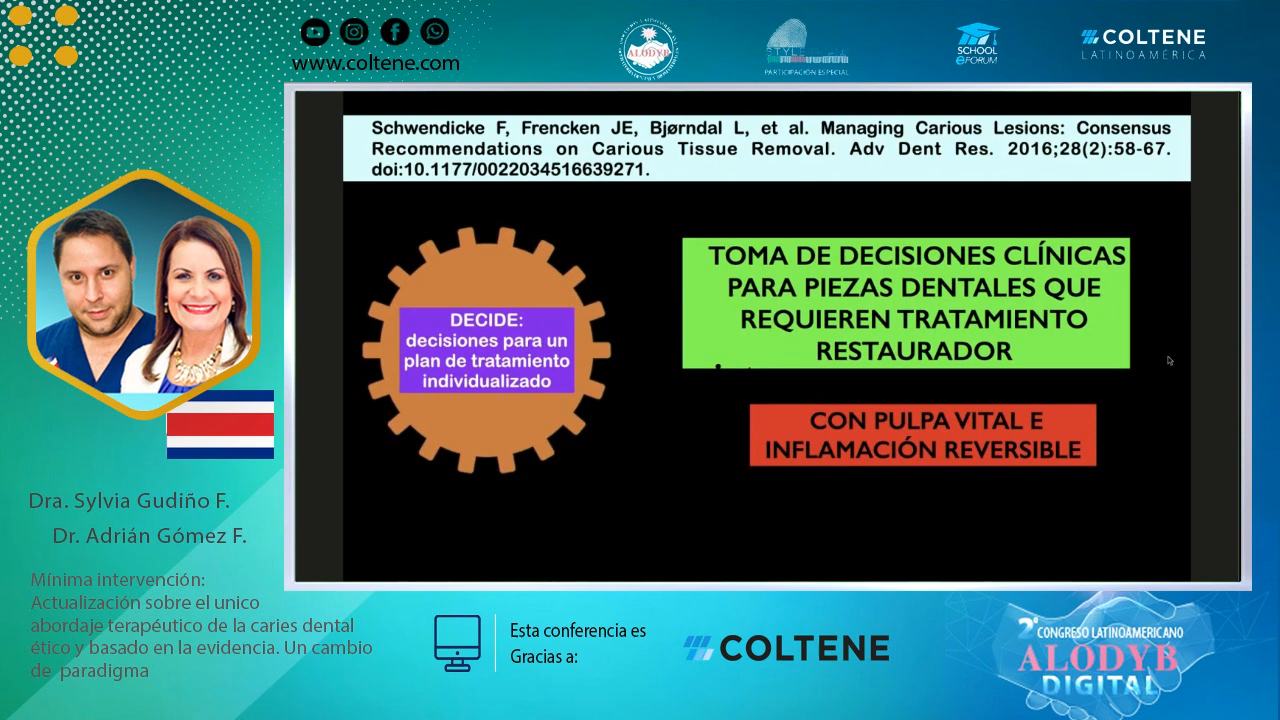 www.coltene.com
ALODYB
STYLE
PARTICIPACIÓN ESPECIAL
SCHOOL
eFORUM
COLTENE
LATINOAMÉRICA
Schwendicke F, Frencken JE, Bjørndal L, et al. Managing Carious Lesions: Consensus
Recommendations on Carious Tissue Removal. Adv Dent Res. 2016;28(2):58-67.
doi:10.1177/0022034516639271.
DECIDE:
decisiones para un
plan de tratamiento
individualizado
TOMA DE DECISIONES CLÍNICAS
PARA PIEZAS DENTALES QUE
REQUIEREN TRATAMIENTO
RESTAURADOR
CON PULPA VITAL E
INFLAMACIÓN REVERSIBLE
Dra. Sylvia Gudiño F.
Dr. Adrián Gómez F.
Mínima intervención:
Actualización sobre el unico
abordaje terapéutico de la caries dental
ético y basado en la evidencia. Un cambio
de paradigma
Esta conferencia es
Gracias a:
COLTENE
2° CONGRESO LATINOAMERICANO
ALODYB
DIGITAL